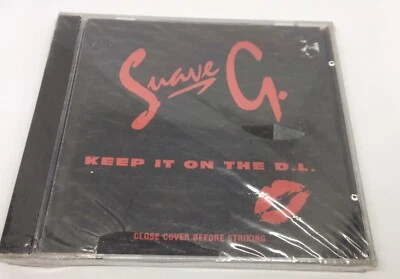 Suave G.
KEEP IT ON THE D.L.
CLOSE COVER BEFORE STRIKING